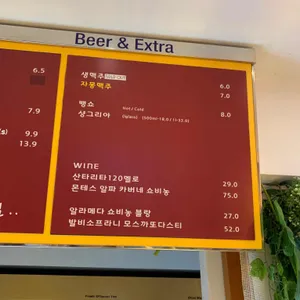 Beer & Extra
6.5
7.9
9.9
13.9
생맥주
6.0
자몽맥주
7.0
뱅쇼
Hot / Cold
샹그리아
8.0
WINE
산타리타120멜로
29.0
몬테스 알파 카버네 쇼비뇽
75.0
알라메다 쇼비뇽 블랑
27.0
발비소프라니 모스까또다스티
52.0